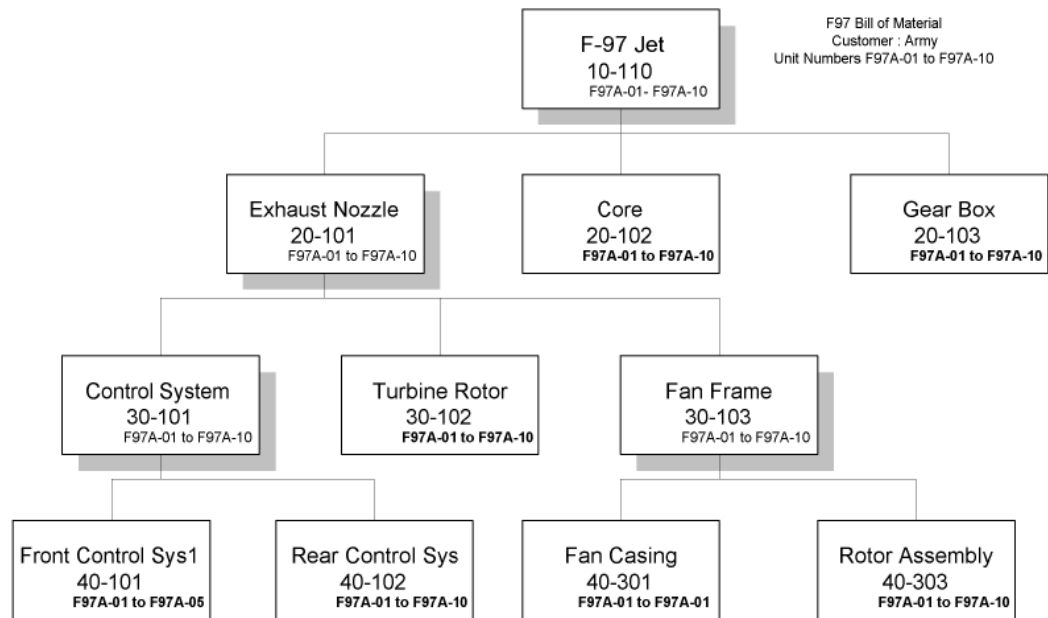 F97 Bill of Material
Customer : Army
Unit Numbers F97A-01 to F97A-10
F-97 Jet
10-110
F97A-01- F97A-10
Exhaust Nozzle
20-101
F97A-01 to F97A-10
Core
20-102
F97A-01 to F97A-10
Gear Box
20-103
F97A-01 to F97A-10
Control System
30-101
F97A-01 to F97A-10
Turbine Rotor
30-102
F97A-01 to F97A-10
Fan Frame
30-103
F97A-01 to F97A-10
Front Control Sys1
40-101
F97A-01 to F97A-05
Rear Control Sys
40-102
F97A-01 to F97A-10
Fan Casing
40-301
F97A-01 to F97A-01
Rotor Assembly
40-303
F97A-01 to F97A-10